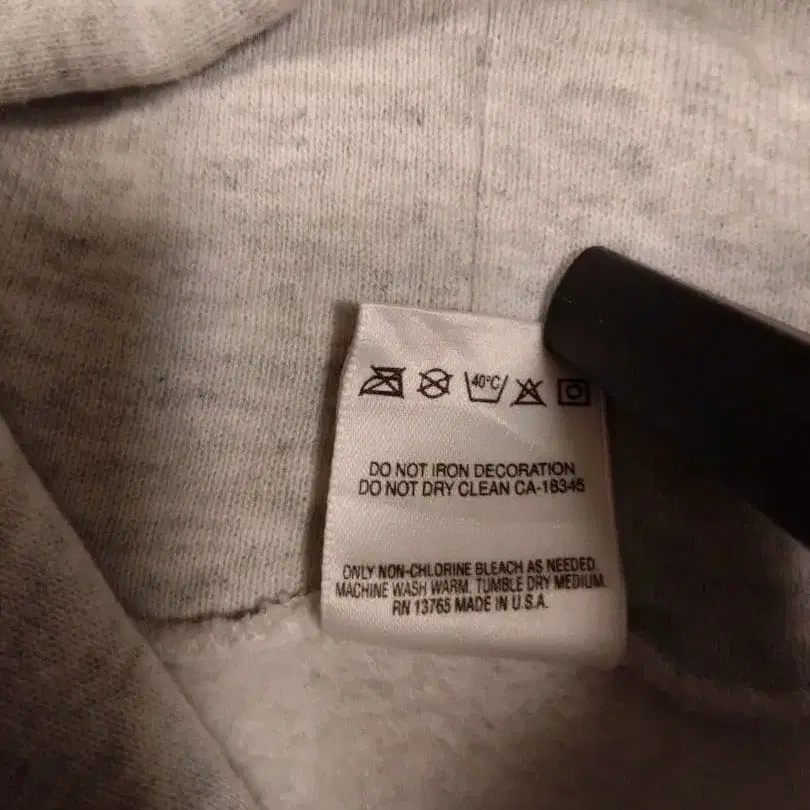 40°C
DO NOT IRON DECORATION
DO NOT DRY CLEAN CA-18345
ONLY NON-CHLORINE BLEACH AS NEEDED.
MACHINE WASH WARM. TUMBLE DRY MEDIUM.
RN 13765 MADE IN U.S.A.